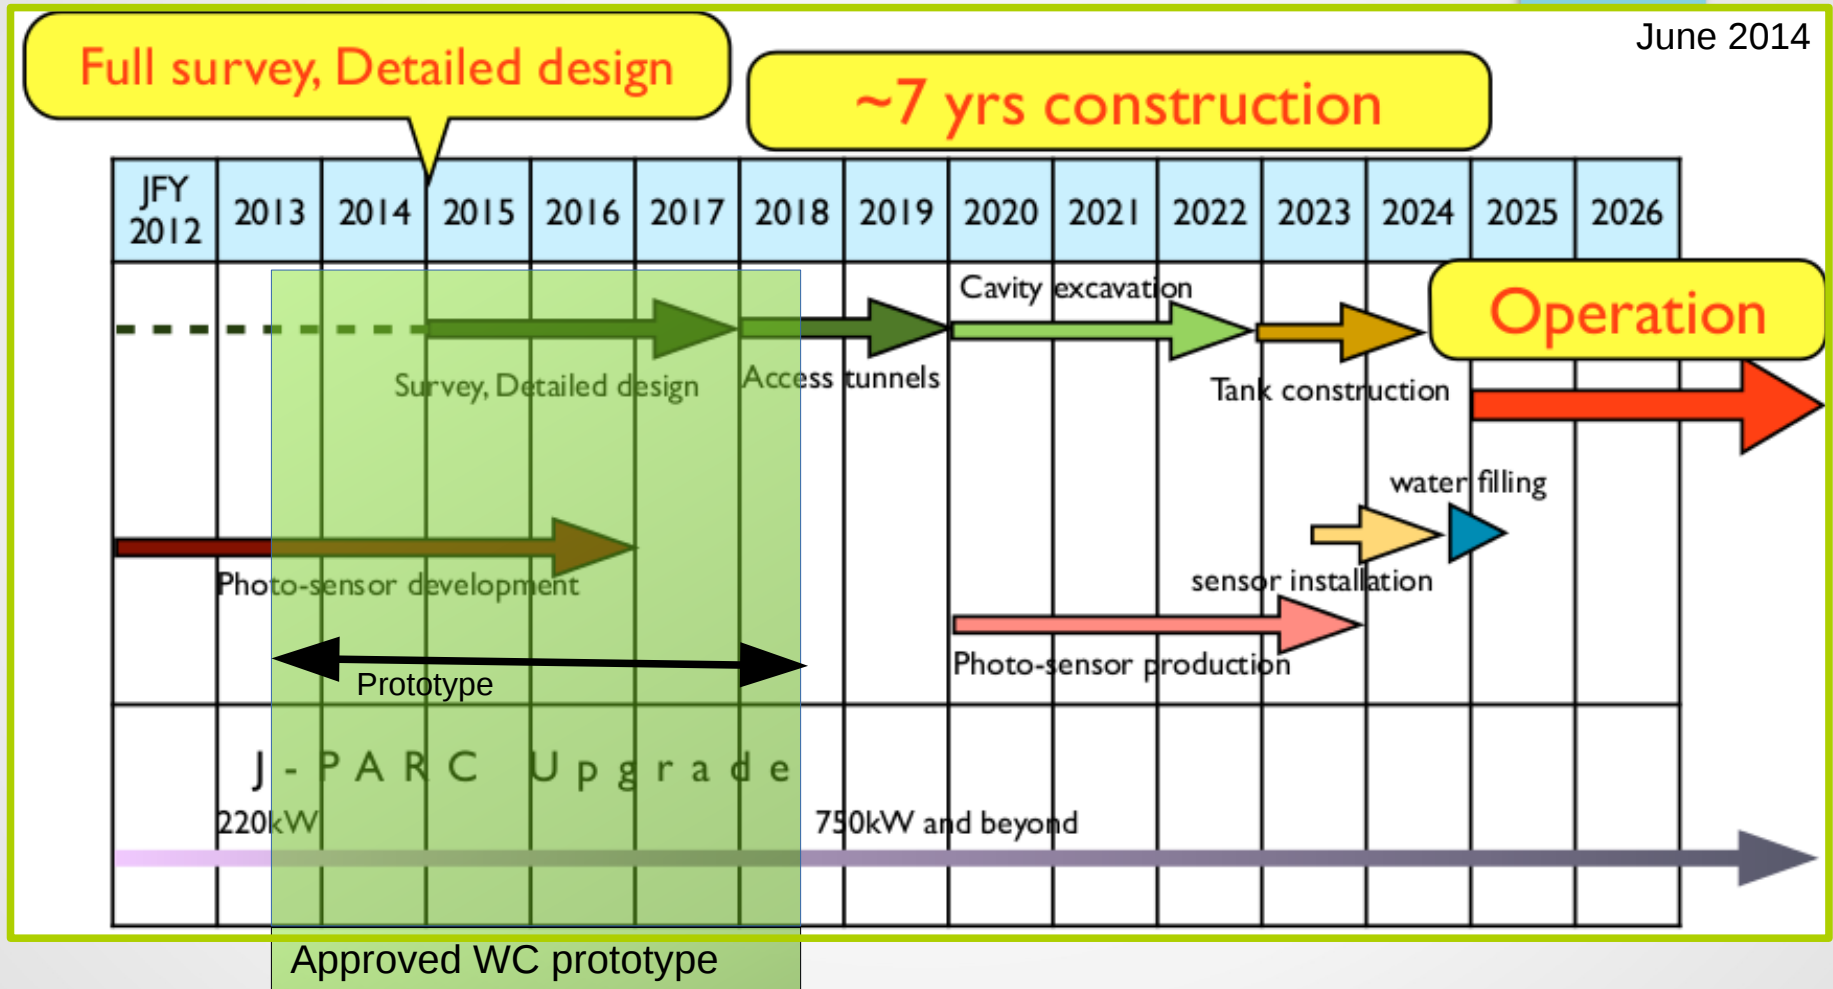 June 2014
Full survey, Detailed design
~7 yrs construction
JFY 2012 2013 2014 2015 2016 2017 2018 2019 2020 2021 2022 2023 2024 2025 2026
Cavity excavation
Operation
Survey, Detailed design
Access tunnels
Tank construction
water filling
Photo-sensor development
sensor installation
Photo-sensor production
Prototype
J-PARC Upgrade
220kW
750kW and beyond
Approved WC prototype